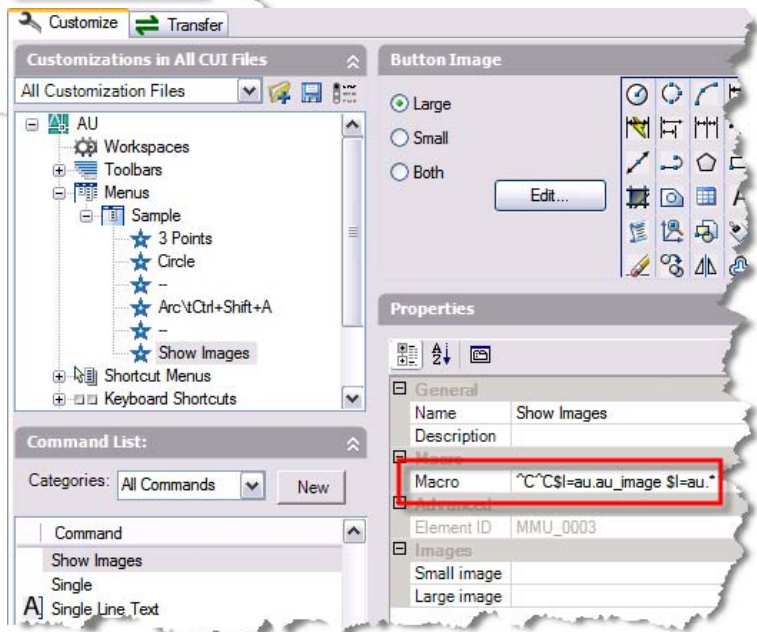 Customize
Transfer
Customizations in All CUI Files
All Customization Files
AU
Workspaces
Toolbars
Menus
Sample
3 Points
Circle
--
Arc\tCtrl+Shift+A
--
Show Images
Shortcut Menus
Keyboard Shortcuts
Command List:
Categories:
All Commands
New
Command
Show Images
Single
A Single Line Text
Button Image
Large
Small
Both
Edit...
Properties
General
Name Show Images
Description
Macro
Macro ^C^C$I=au.au_image $I=au.*
Advanced
Element ID MMU_0003
Images
Small image
Large image